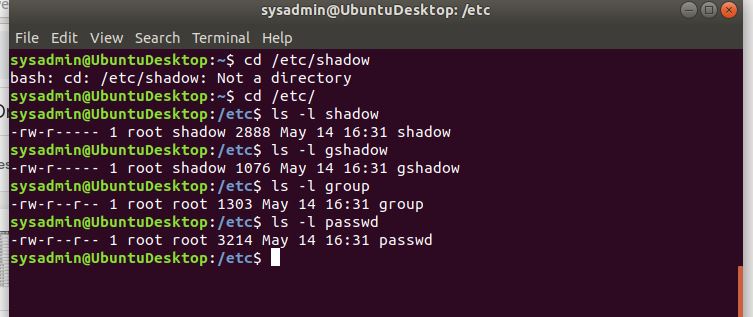 sysadmin@UbuntuDesktop: /etc
File Edit View Search Terminal Help
sysadmin@UbuntuDesktop:~$ cd /etc/shadow
bash: cd: /etc/shadow: Not a directory
sysadmin@UbuntuDesktop:~$ cd /etc/
sysadmin@UbuntuDesktop:/etc$ ls -l shadow
-rw-r----- 1 root shadow 2888 May 14 16:31 shadow
sysadmin@UbuntuDesktop:/etc$ ls -l gshadow
-rw-r----- 1 root shadow 1076 May 14 16:31 gshadow
sysadmin@UbuntuDesktop:/etc$ ls -l group
-rw-r--r-- 1 root root 1303 May 14 16:31 group
sysadmin@UbuntuDesktop:/etc$ ls -l passwd
-rw-r--r-- 1 root root 3214 May 14 16:31 passwd
sysadmin@UbuntuDesktop:/etc$